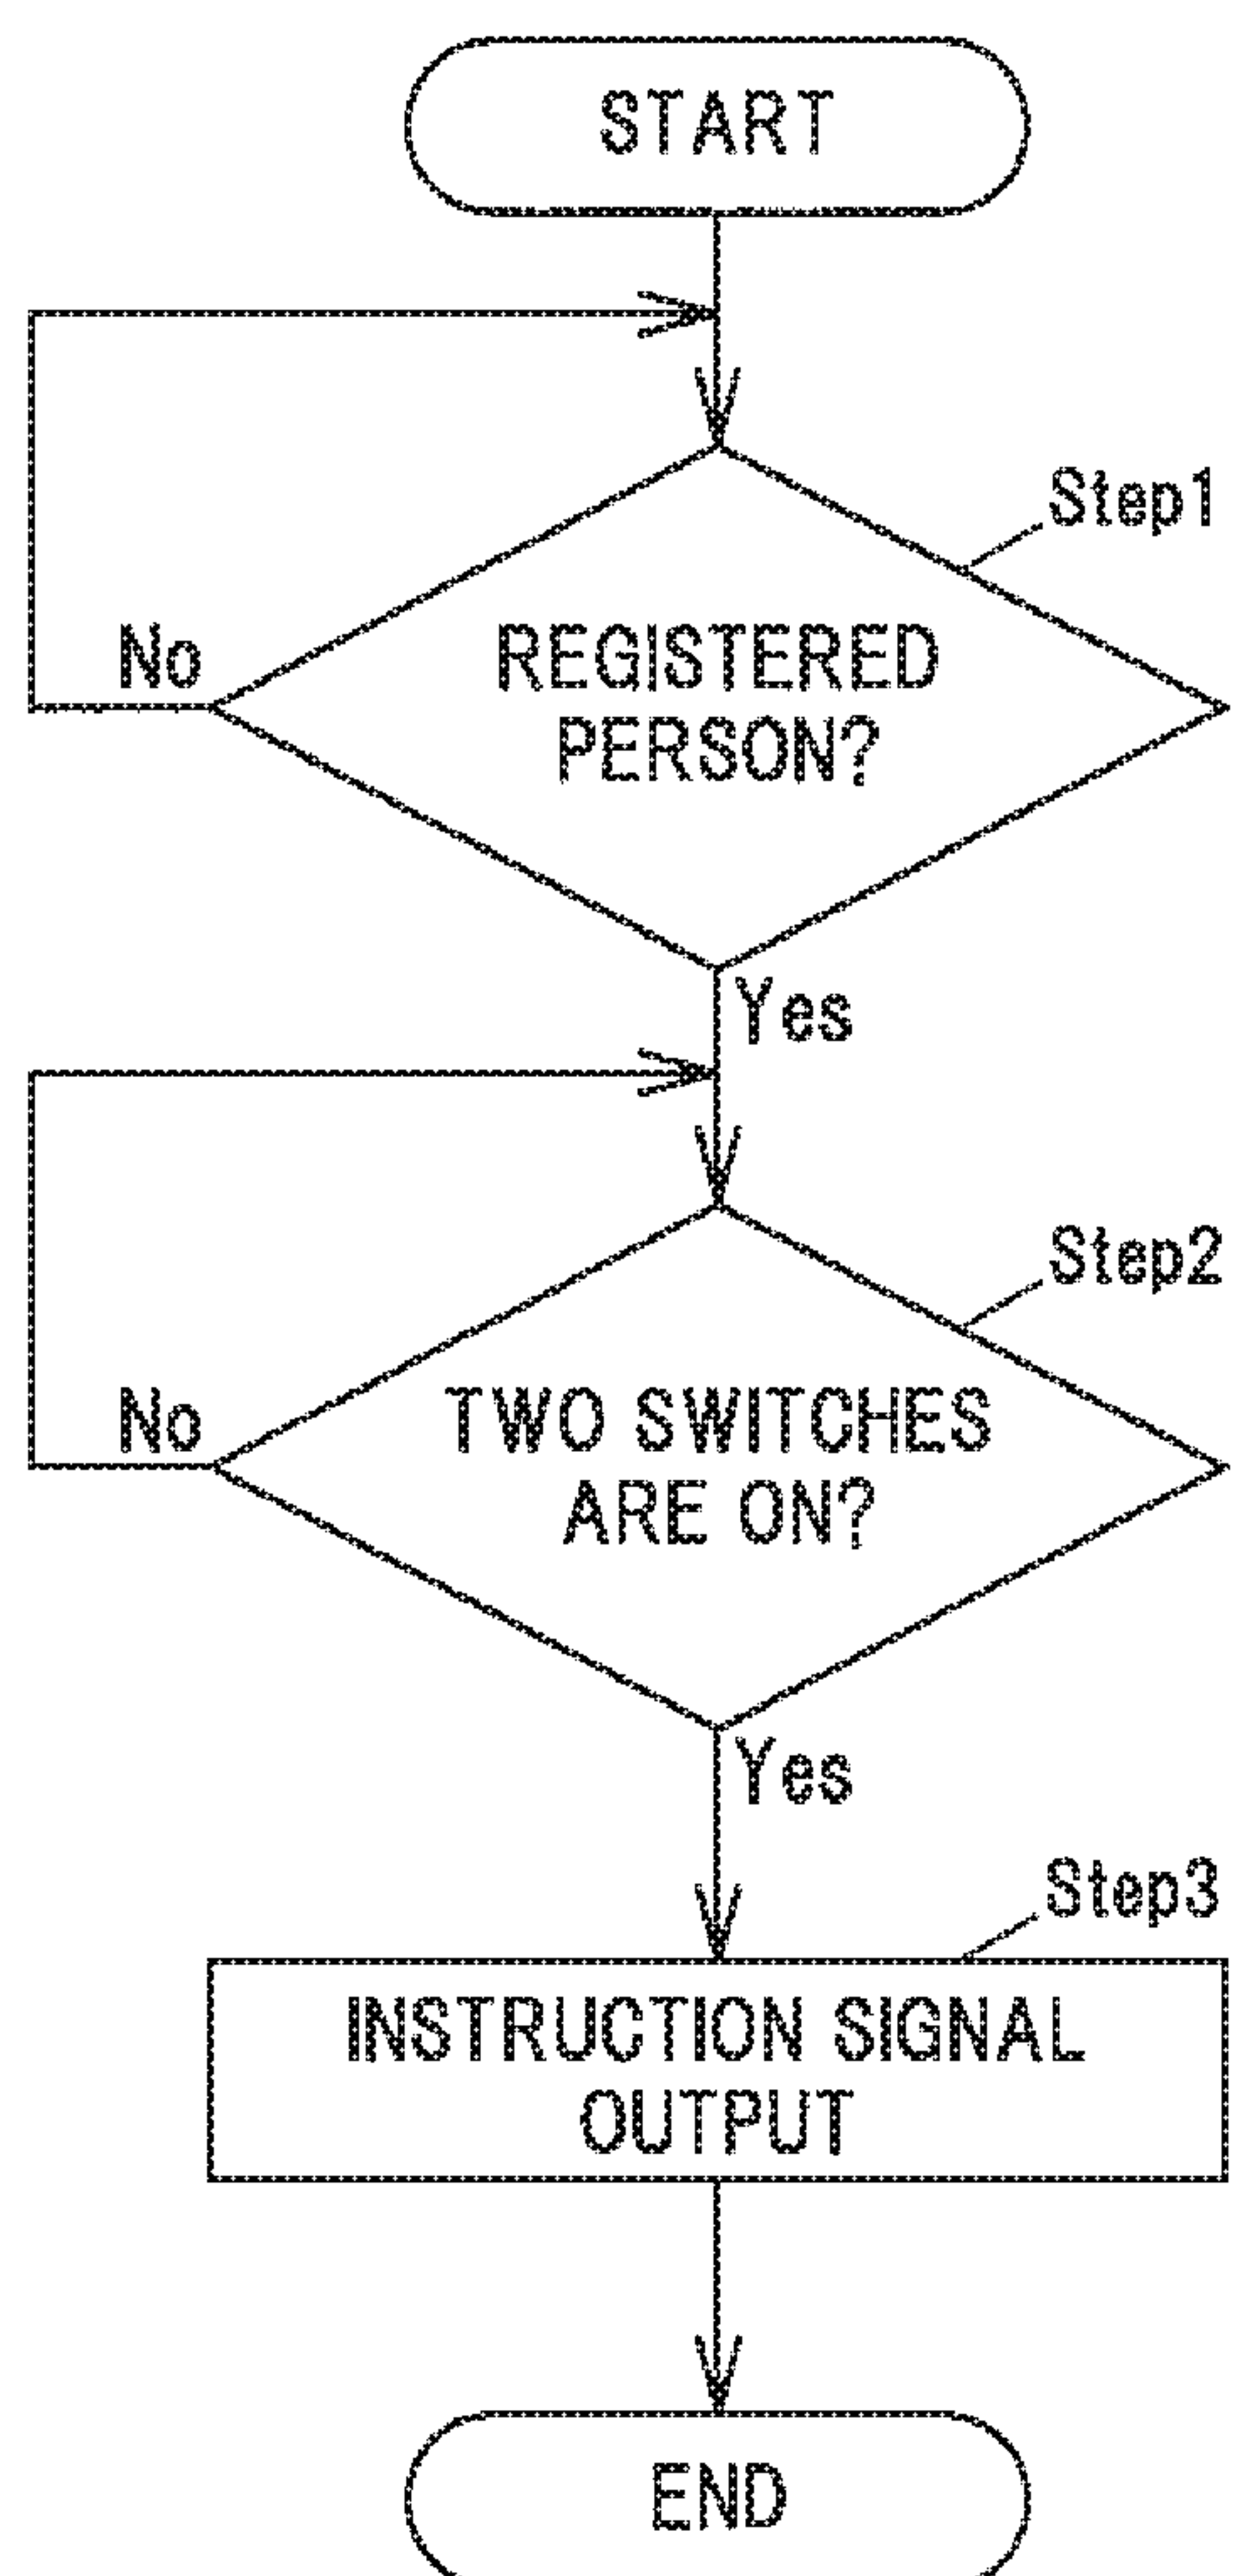 START
Step1
REGISTERED
PERSON?
No
Yes
Step2
TWO SWITCHES
ARE ON?
No
Yes
Step3
INSTRUCTION SIGNAL
OUTPUT
END